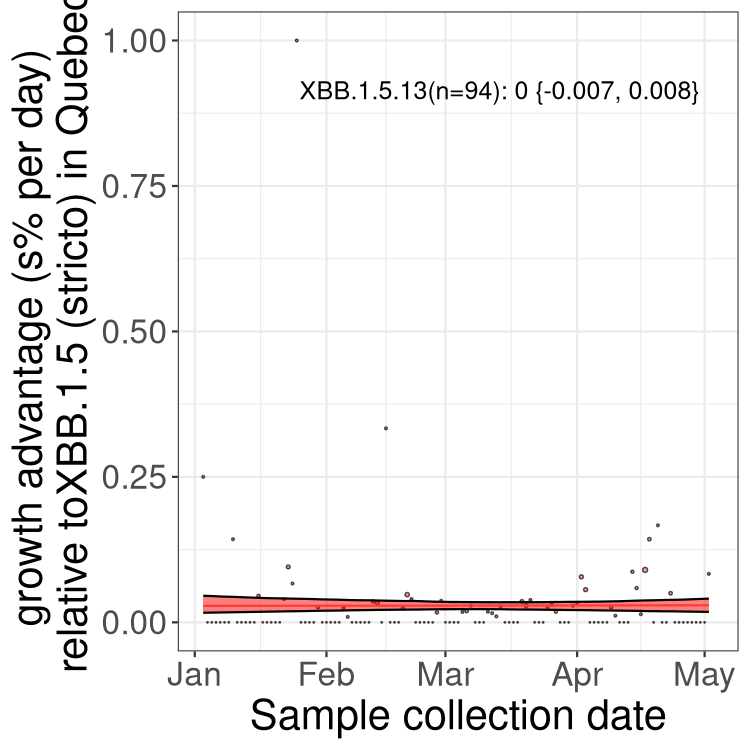 growth advantage (s% per day)
relative toXBB.1.5 (stricto) in Quebec
1.00
XBB.1.5.13(n=94): 0 {-0.007, 0.008}
0.75
0.50
0.25
0.00
Jan Feb Mar Apr May
Sample collection date